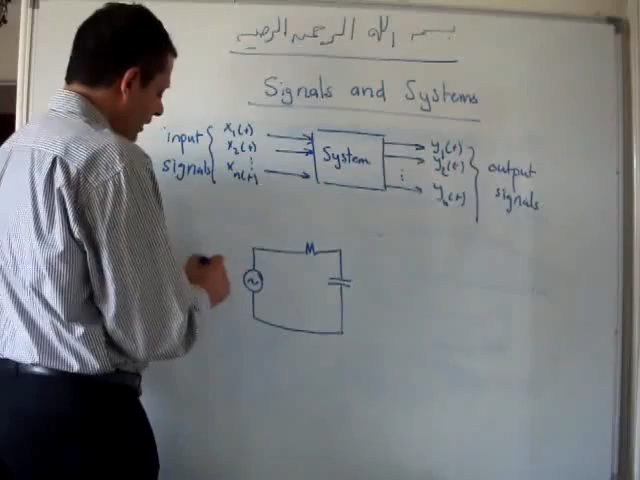 بسم الله الرحمن الرحيم
Signals and Systems
input signals
x₁(t)
x₂(t)
⋮
xₙ(t)
System
y₁(t)
y₂(t)
⋮
yₙ(t)
output signals
~